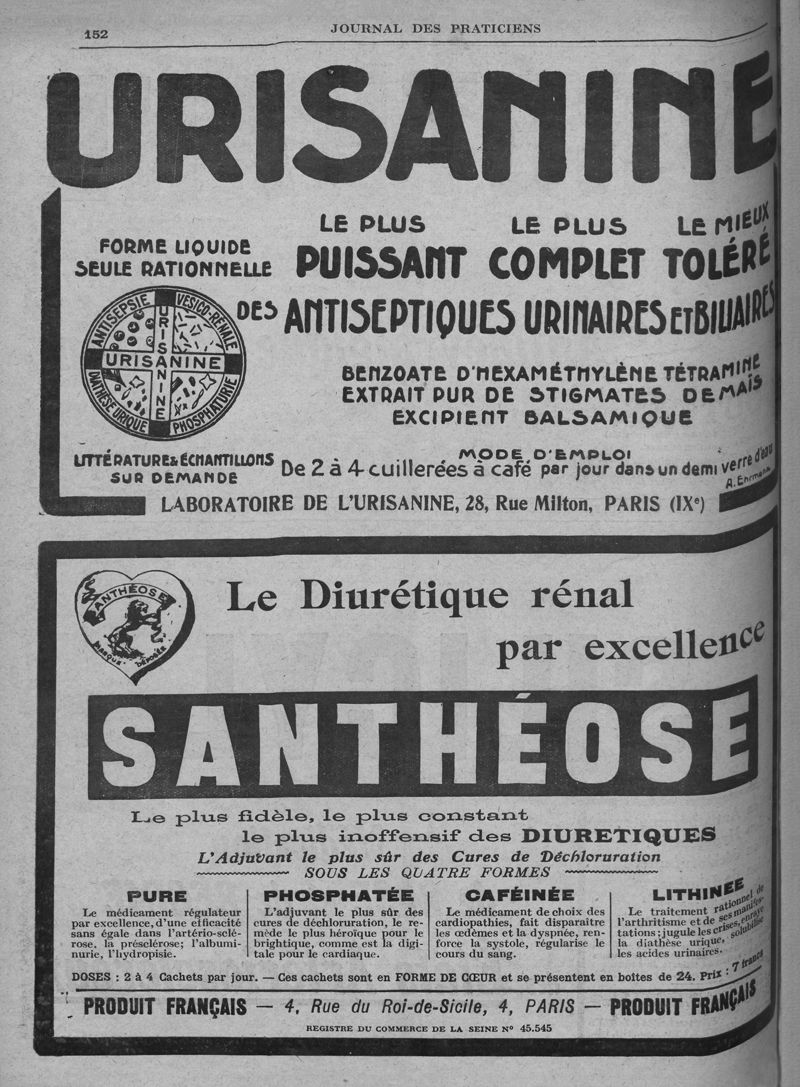 152
JOURNAL DES PRATICIENS
URISANINE
FORME LIQUIDE
SEULE RATIONNELLE
LE PLUS LE PLUS LE MIEUX
PUISSANT COMPLET TOLÉRÉ
DES ANTISEPTIQUES URINAIRES ET BILIAIRES
ANTISEPSIE VESICO-RENALE
URISANINE
URISANINE
DIATHÈSE URIQUE PHOSPHATURIE
BENZOATE D'HEXAMÉTHYLÈNE TÉTRAMINE
EXTRAIT PUR DE STIGMATES DE MAÏS
EXCIPIENT BALSAMIQUE
LITTÉRATURE & ÉCHANTILLONS
SUR DEMANDE
MODE D'EMPLOI
De 2 à 4 cuillerées à café par jour dans un demi verre d'eau
A. Ehrmann
LABORATOIRE DE L'URISANINE, 28, Rue Milton, PARIS (IXe)
SANTHÉOSE
MARQUE DÉPOSÉE
Le Diurétique rénal
par excellence
SANTHÉOSE
Le plus fidèle, le plus constant
le plus inoffensif des DIURETIQUES
L'Adjuvant le plus sûr des Cures de Déchloruration
SOUS LES QUATRE FORMES
PURE
Le médicament régulateur
par excellence, d'une efficacité
sans égale dans l'artério-sclé-
rose, la présclérose; l'albumi-
nurie, l'hydropisie.
PHOSPHATÉE
L'adjuvant le plus sûr des
cures de déchloruration, le re-
mède le plus héroïque pour le
brightique, comme est la digi-
tale pour le cardiaque.
CAFÉINÉE
Le médicament de choix des
cardiopathies, fait disparaître
les œdèmes et la dyspnée, ren-
force la systole, régularise le
cours du sang.
LITHINÉE
Le traitement rationnel de
l'arthritisme et de ses manifes-
tations; jugule les crises, enraye
la diathèse urique, solubilise
les acides urinaires.
DOSES : 2 à 4 Cachets par jour. — Ces cachets sont en FORME DE CŒUR et se présentent en boîtes de 24. Prix : 7 francs
PRODUIT FRANÇAIS — 4, Rue du Roi-de-Sicile, 4, PARIS — PRODUIT FRANÇAIS
REGISTRE DU COMMERCE DE LA SEINE N° 45.545